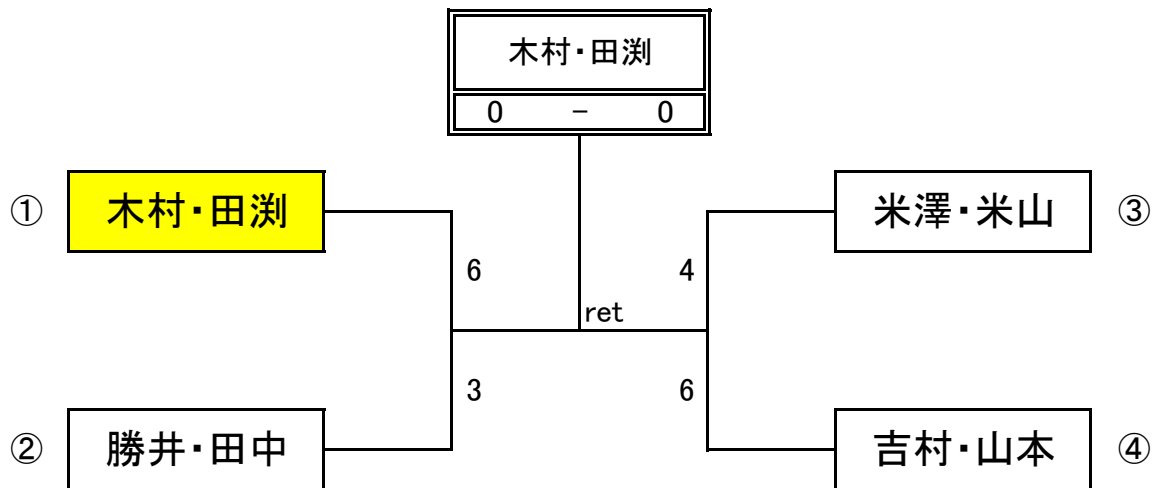 木村・田渕
0 - 0
① 木村・田渕 米澤・米山 ③
6 4
ret
3 6
② 勝井・田中 吉村・山本 ④